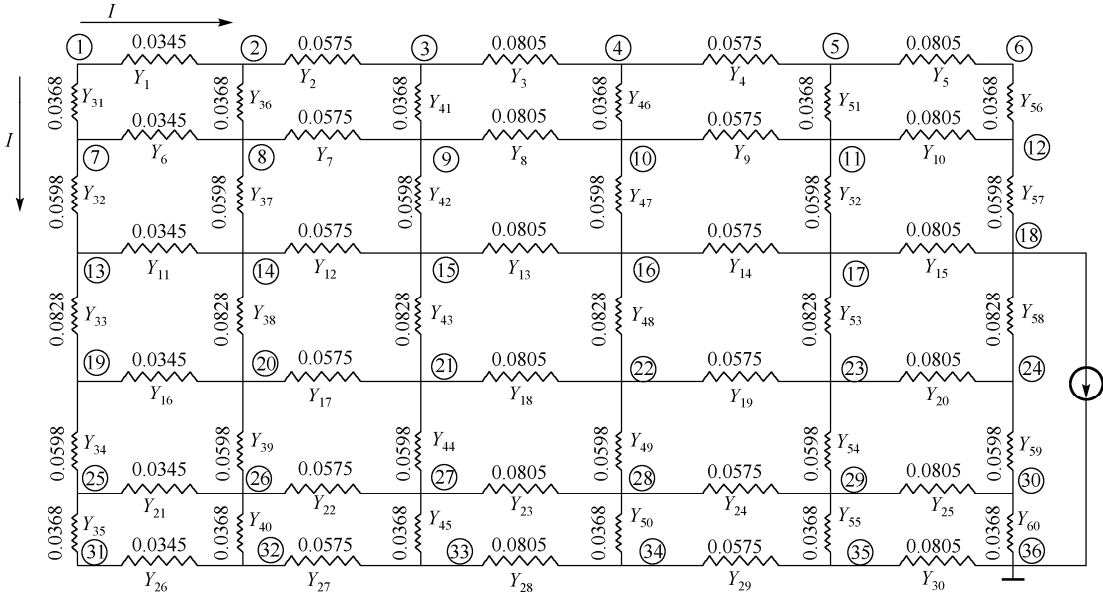 I
① 0.0345 ② 0.0575 ③ 0.0805 ④ 0.0575 ⑤ 0.0805 ⑥
Y1 Y2 Y3 Y4 Y5
0.0368 Y31 0.0368 Y36 0.0368 Y41 0.0368 Y46 0.0368 Y51 0.0368 Y56
I
0.0345 0.0575 0.0805 0.0575 0.0805
⑦ Y6 ⑧ Y7 ⑨ Y8 ⑩ Y9 ⑪ Y10 ⑫
0.0598 Y32 0.0598 Y37 0.0598 Y42 0.0598 Y47 0.0598 Y52 0.0598 Y57
0.0345 0.0575 0.0805 0.0575 0.0805 ⑱
⑬ Y11 ⑭ Y12 ⑮ Y13 ⑯ Y14 ⑰ Y15
0.0828 Y33 0.0828 Y38 0.0828 Y43 0.0828 Y48 0.0828 Y53 0.0828 Y58
⑲ 0.0345 ⑳ 0.0575 ㉑ 0.0805 ㉒ 0.0575 ㉓ 0.0805 ㉔
Y16 Y17 Y18 Y19 Y20
0.0598 Y34 0.0598 Y39 0.0598 Y44 0.0598 Y49 0.0598 Y54 0.0598 Y59
㉕ 0.0345 ㉖ 0.0575 ㉗ 0.0805 ㉘ 0.0575 ㉙ 0.0805 ㉚
Y21 Y22 Y23 Y24 Y25
0.0368 Y35 0.0368 Y40 0.0368 Y45 0.0368 Y50 0.0368 Y55 0.0368 Y60
㉛ 0.0345 ㉜ 0.0575 ㉝ 0.0805 ㉞ 0.0575 ㉟ 0.0805 ㊱
Y26 Y27 Y28 Y29 Y30